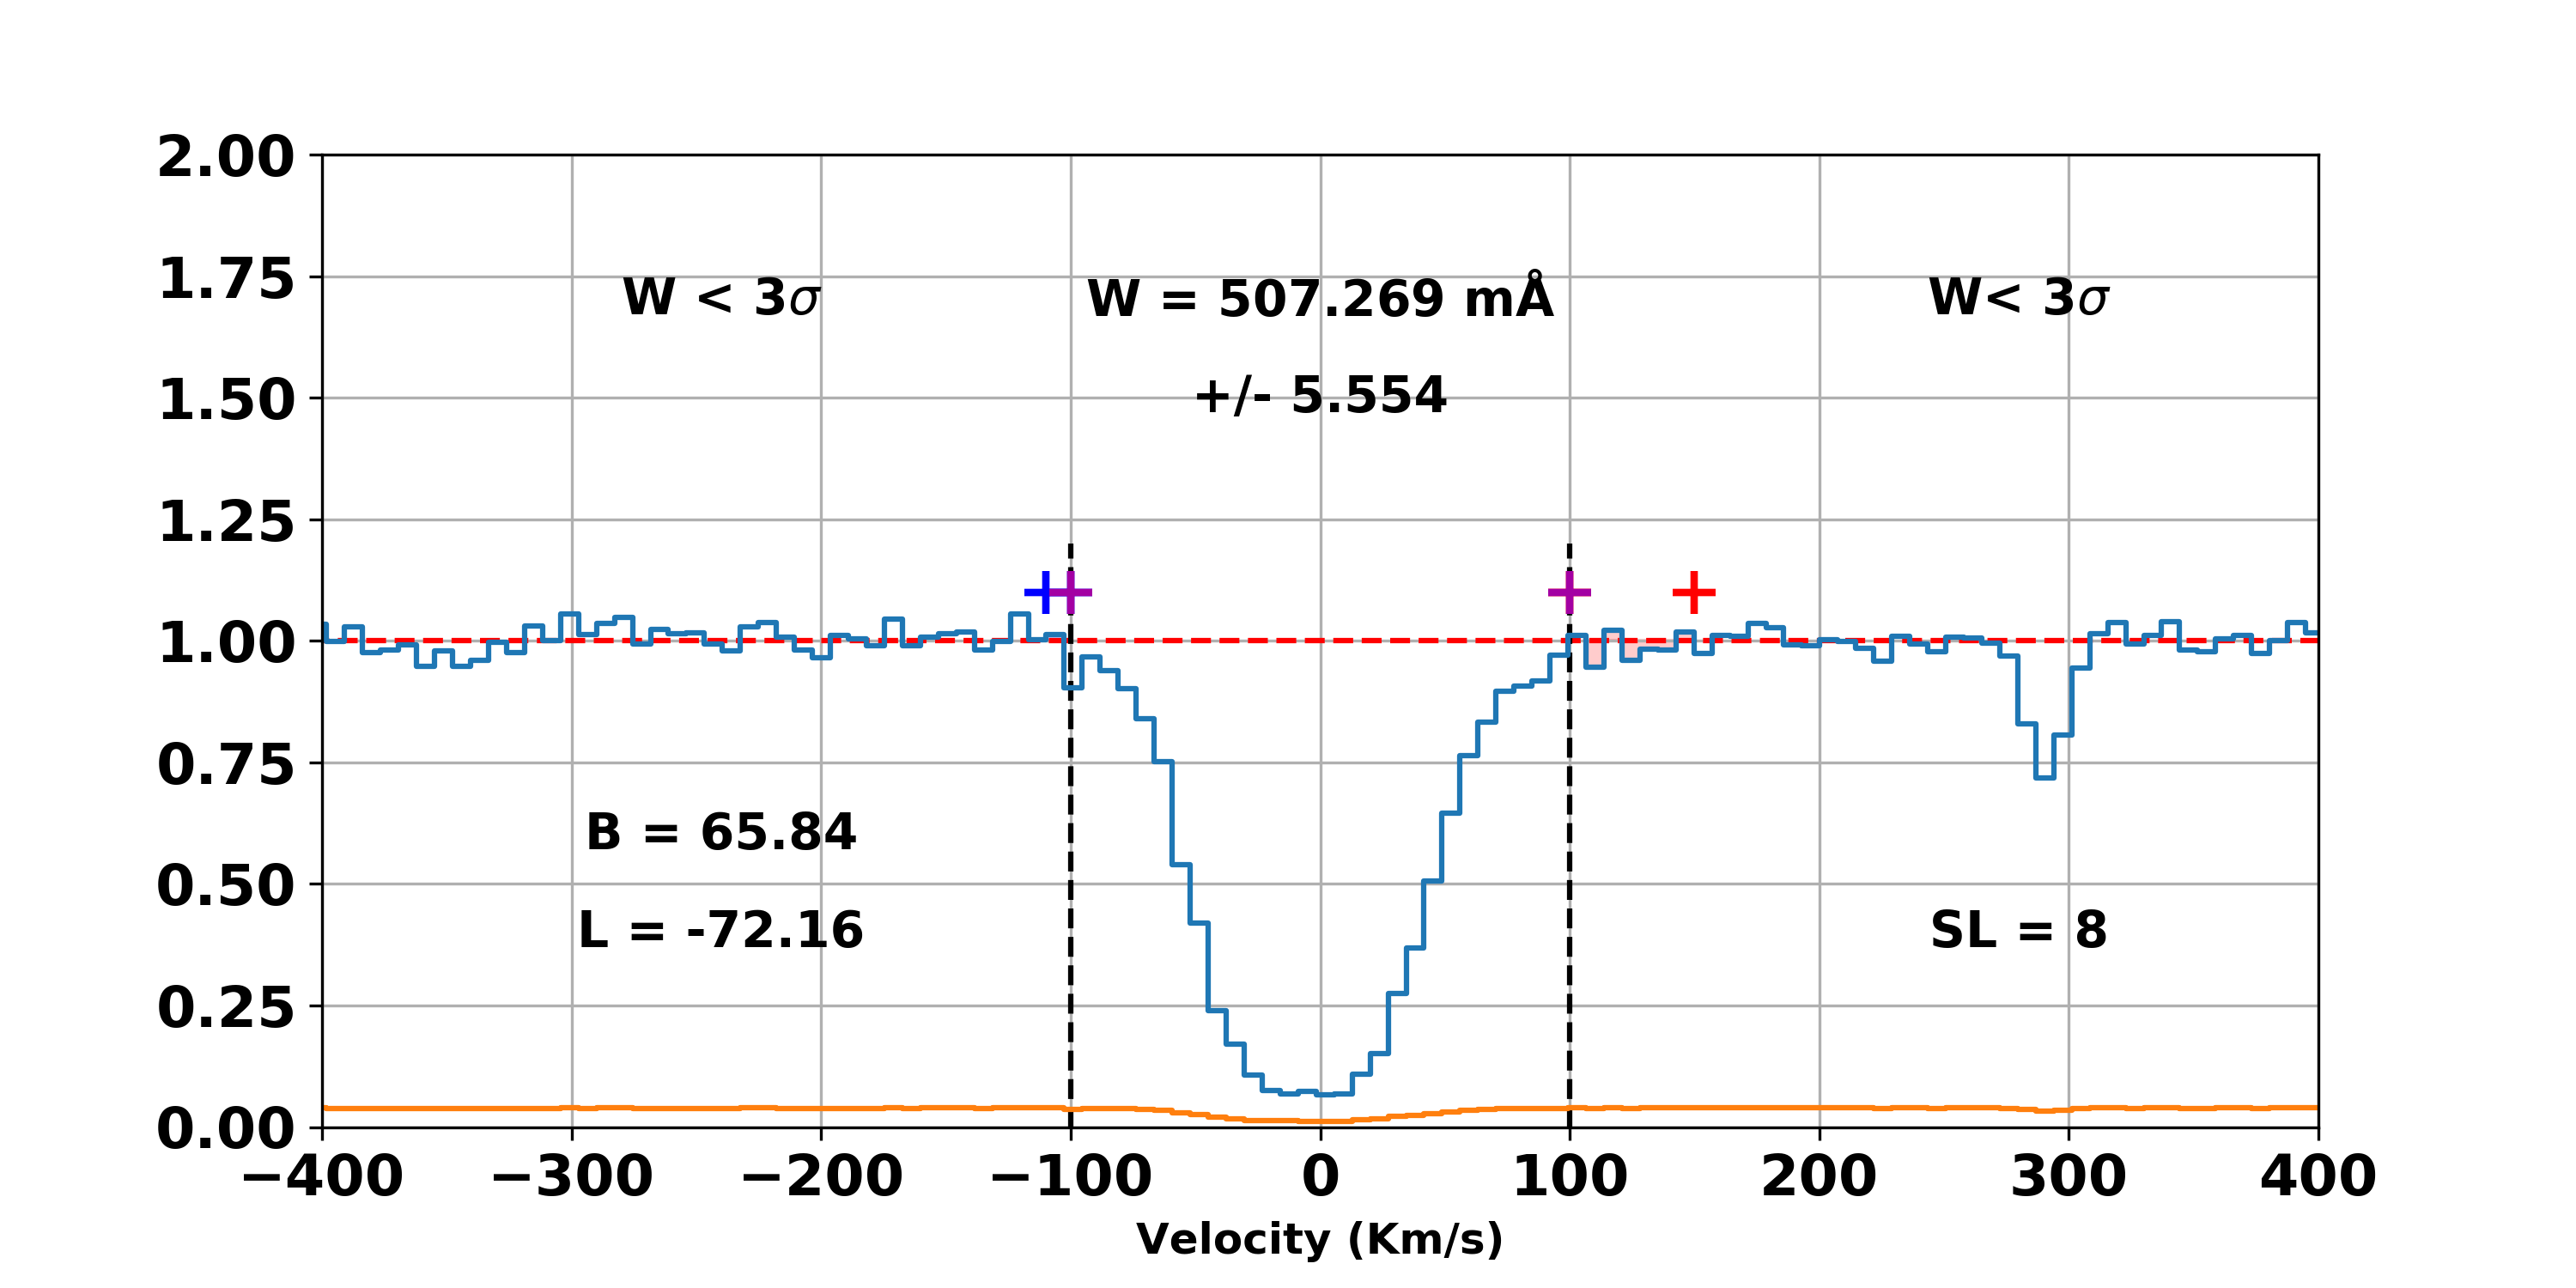 2.00
1.75
1.50
1.25
1.00
0.75
0.50
0.25
0.00
W < 3σ
W = 507.269 mÅ
+/- 5.554
W< 3σ
B = 65.84
L = -72.16
SL = 8
−400 −300 −200 −100 0 100 200 300 400
Velocity (Km/s)